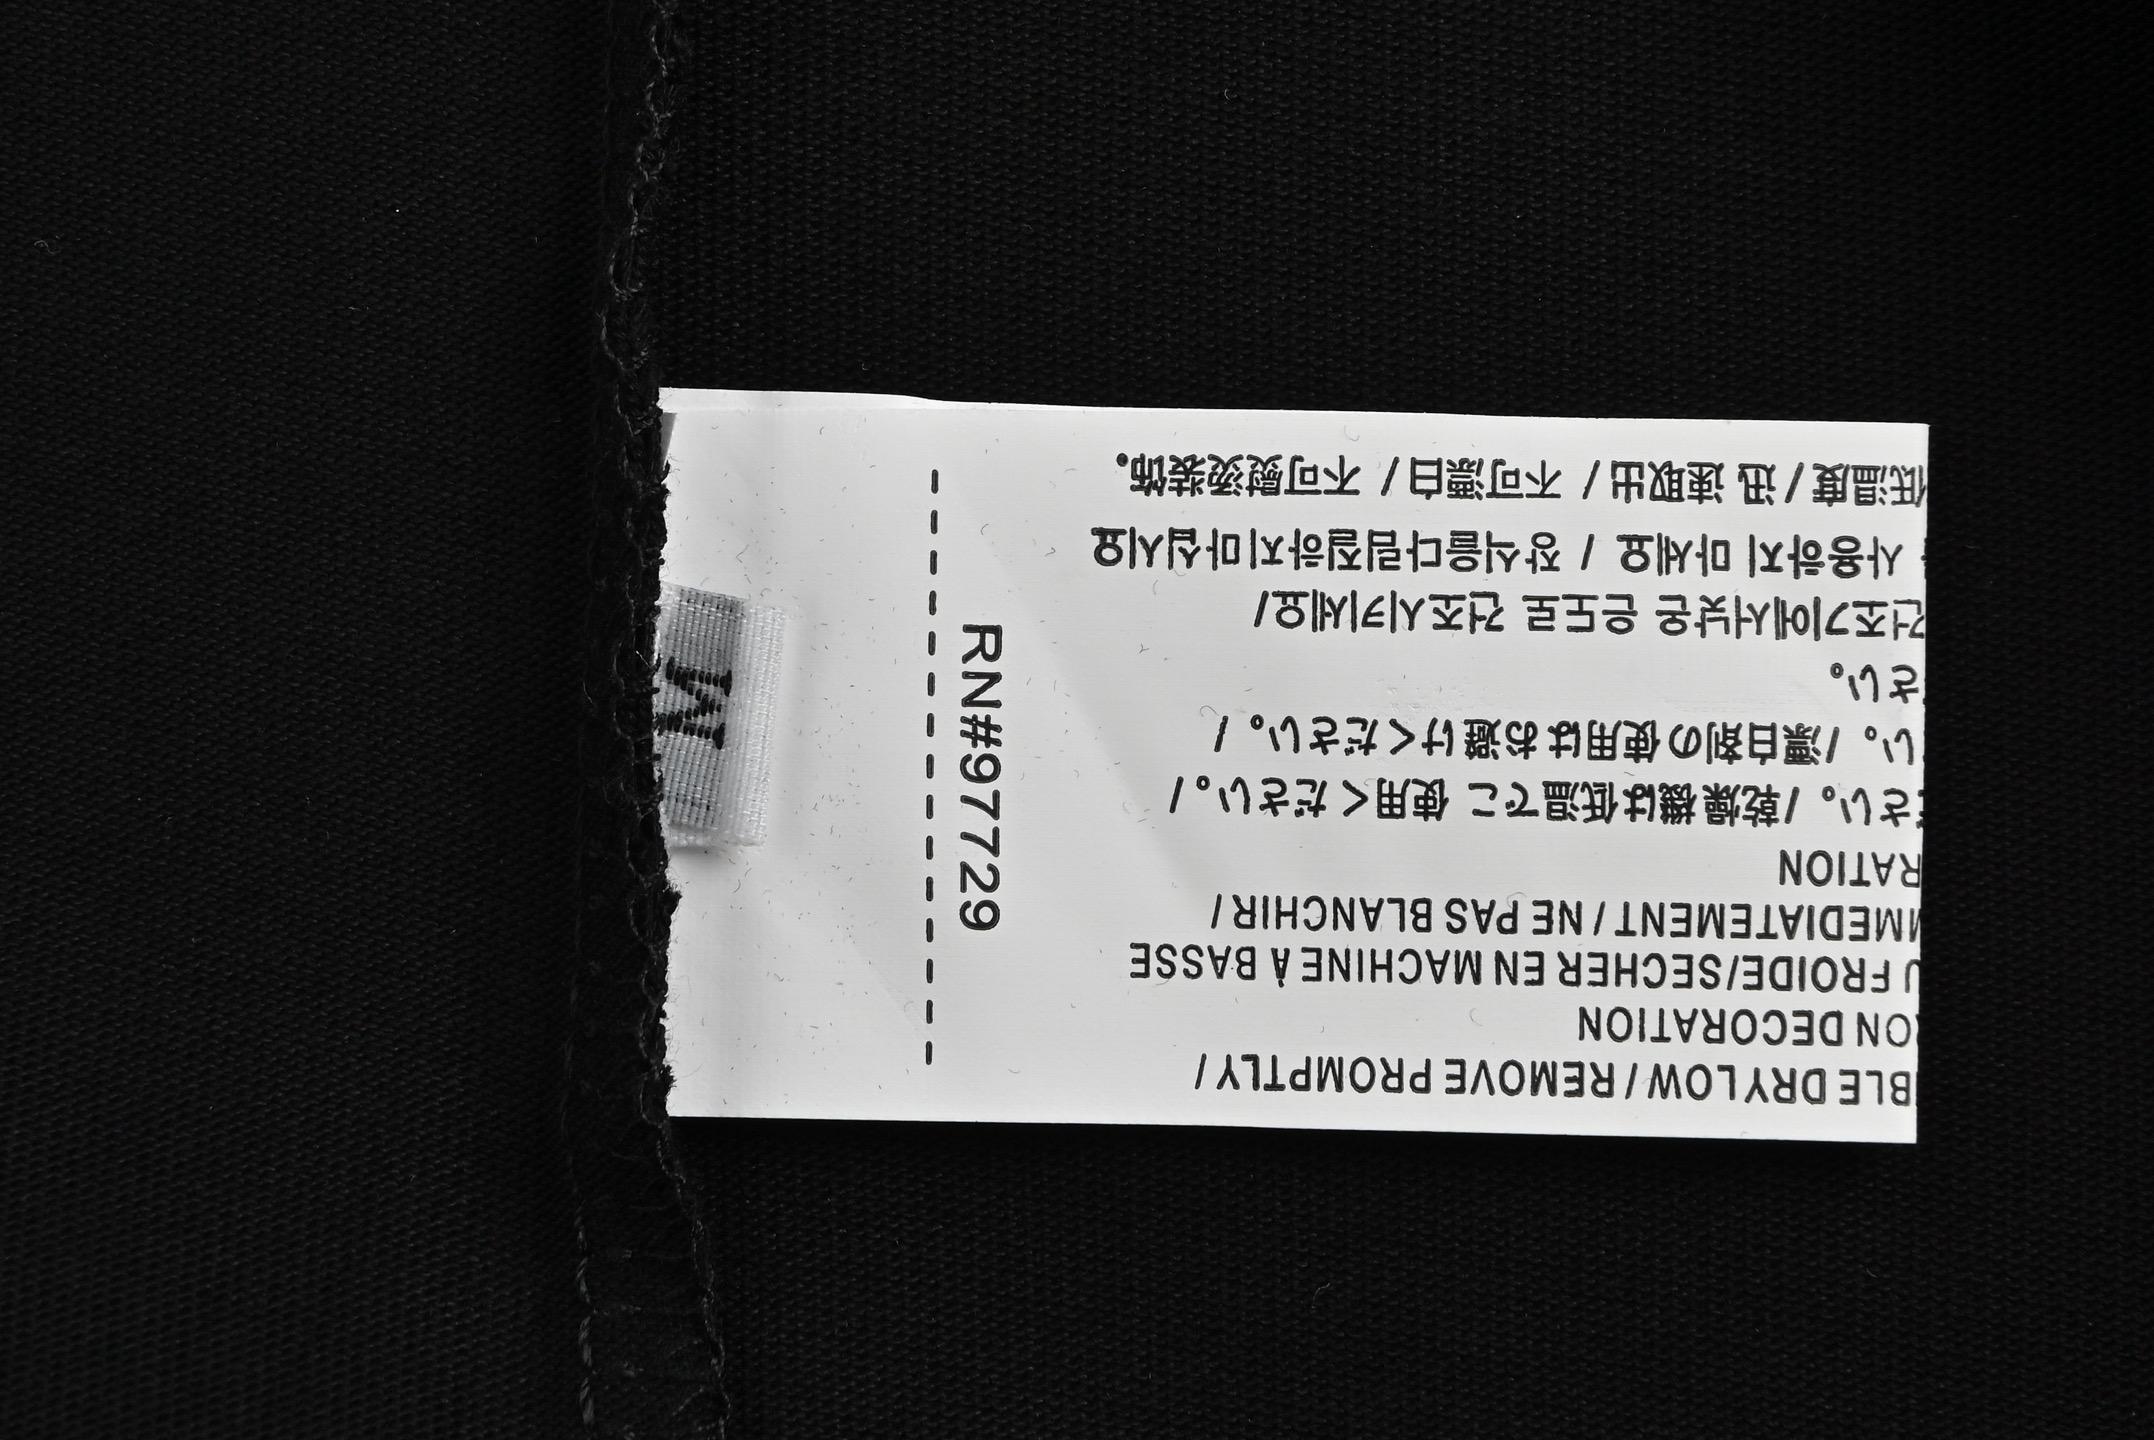 BLE DRY LOW / REMOVE PROMPTLY /
ON DECORATION
U FROIDE/SECHER EN MACHINE À BASSE
MMEDIATEMENT / NE PAS BLANCHIR /
RATION
さい。/乾燥機は低温でこ 使用ください。/
い。/漂白剤の使用はお避けください。/
さい。
건조기에서낮은 온도로 건조시키세요/
사용하지 마세요 / 장식을다림질하지마십시요
低温度/迅 速取出/ 不可漂白/ 不可熨烫装饰。
RN#97729
M